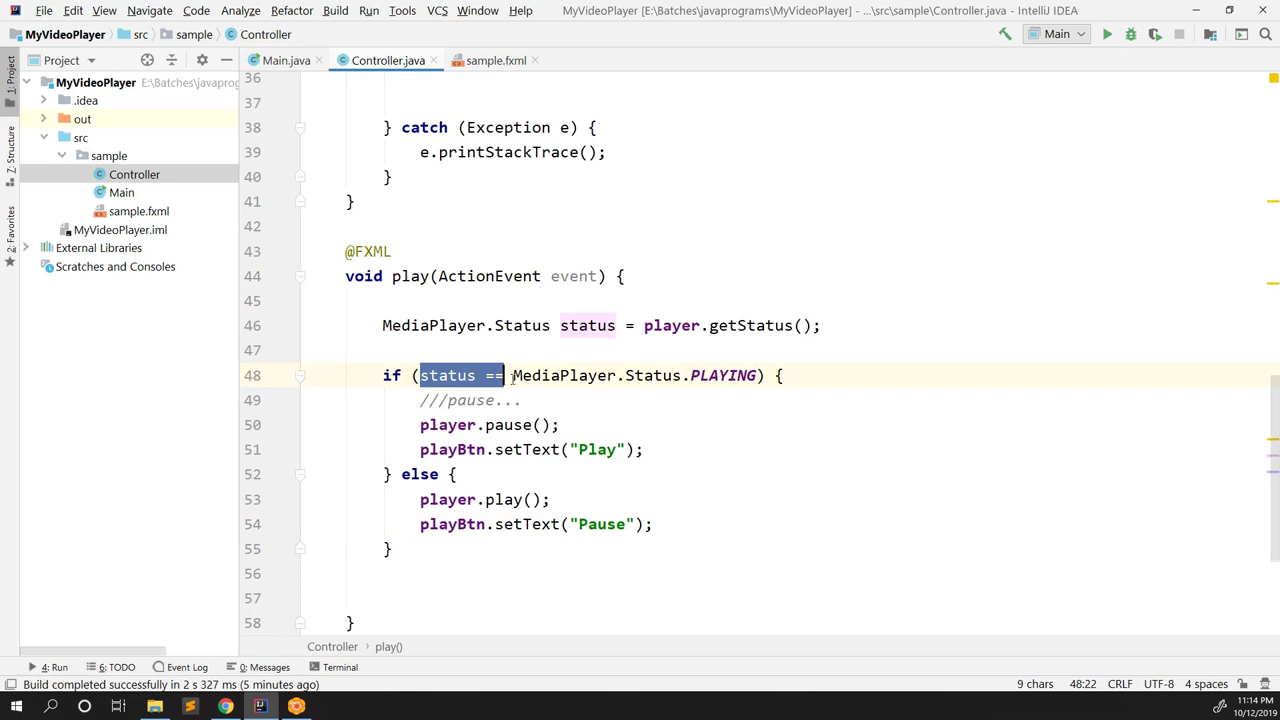 File Edit View Navigate Code Analyze Refactor Build Run Tools VCS Window Help MyVideoPlayer [E:\Batches\javaprograms\MyVideoPlayer] - ...\src\sample\Controller.java - IntelliJ IDEA
MyVideoPlayer src sample Controller Main
Project Main.java Controller.java sample.fxml
1: Project
Z: Structure
2: Favorites
MyVideoPlayer E:\Batches\javaprog
.idea
out
src
sample
Controller
Main
sample.fxml
MyVideoPlayer.iml
External Libraries
Scratches and Consoles
36
37
38 } catch (Exception e) {
39 e.printStackTrace();
40 }
41 }
42
43 @FXML
44 void play(ActionEvent event) {
45
46 MediaPlayer.Status status = player.getStatus();
47
48 if (status == MediaPlayer.Status.PLAYING) {
49 ///pause...
50 player.pause();
51 playBtn.setText("Play");
52 } else {
53 player.play();
54 playBtn.setText("Pause");
55 }
56
57
58 }
Controller › play()
4: Run 6: TODO Event Log 0: Messages Terminal
Build completed successfully in 2 s 327 ms (5 minutes ago) 9 chars 48:22 CRLF UTF-8 4 spaces
11:14 PM
10/12/2019